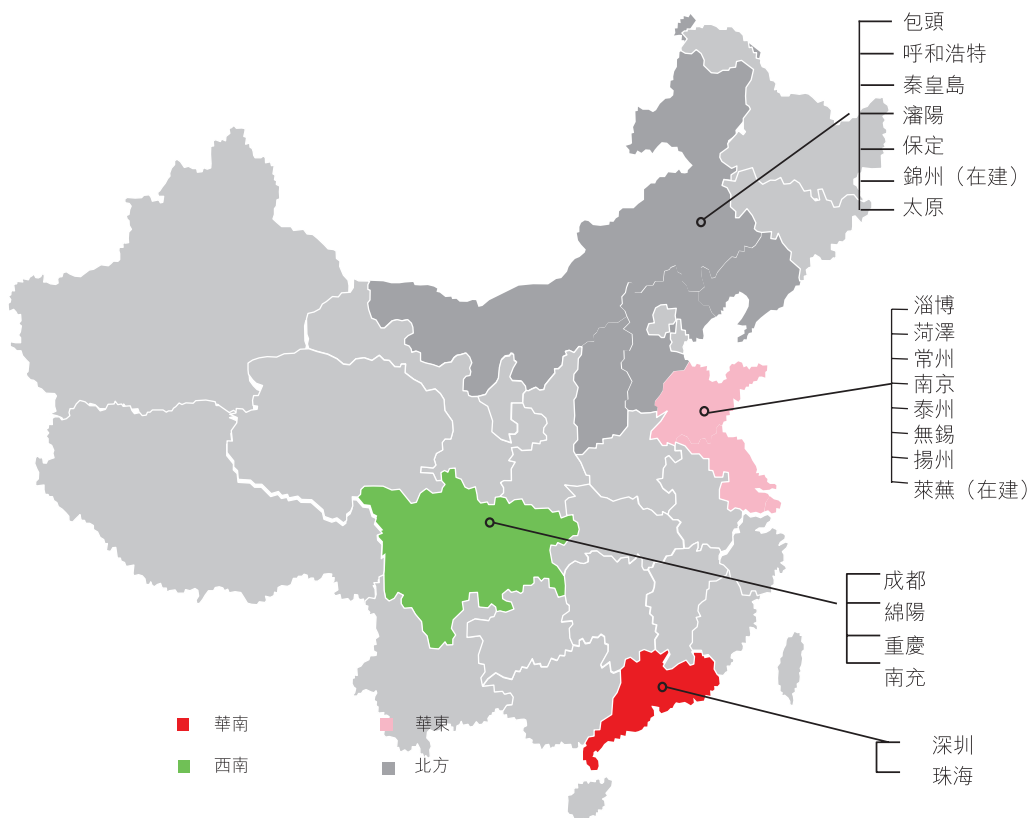 包頭
呼和浩特
秦皇島
瀋陽
保定
錦州（在建）
太原
淄博
菏澤
常州
南京
泰州
無錫
揚州
萊蕪（在建）
成都
綿陽
重慶
南充
深圳
珠海
華南
華東
西南
北方